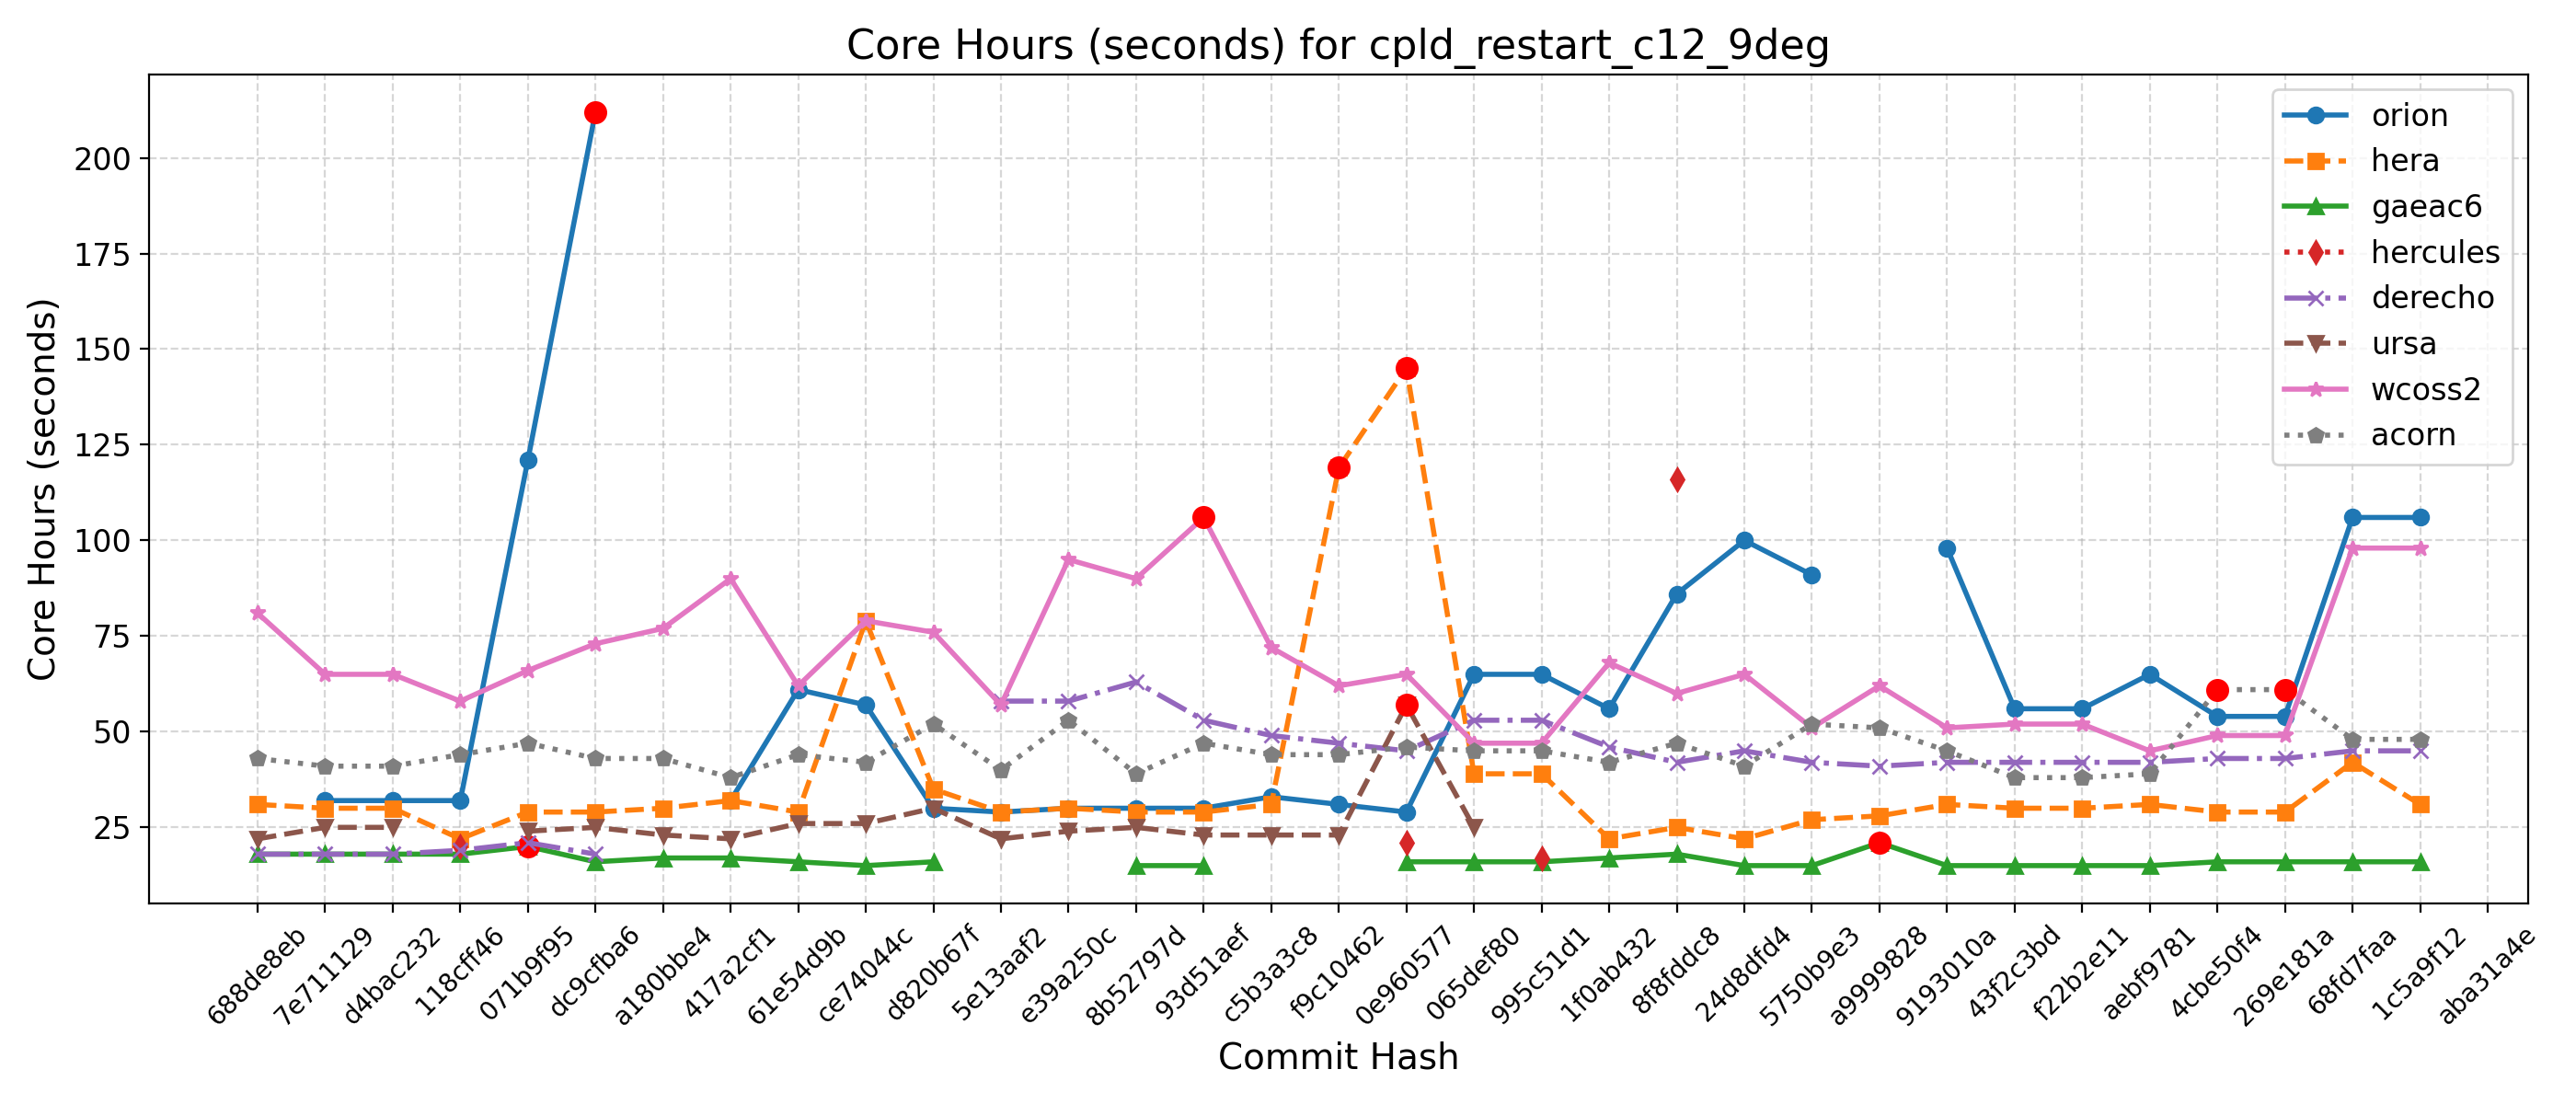 Core Hours (seconds) for cpld_restart_c12_9deg
Core Hours (seconds)
200
175
150
125
100
75
50
25
orion
hera
gaeac6
hercules
derecho
ursa
wcoss2
acorn
688de8eb
7e711129
d4bac232
118cff46
071b9f95
dc9cfba6
a180bbe4
417a2cf1
61e54d9b
ce74044c
d820b67f
5e13aaf2
e39a250c
8b52797d
93d51aef
c5b3a3c8
f9c10462
0e960577
065def80
995c51d1
1f0ab432
8f8fddc8
24d8dfd4
5750b9e3
a9999828
9193010a
43f2c3bd
f22b2e11
aebf9781
4cbe50f4
269e181a
68fd7faa
1c5a9f12
aba31a4e
Commit Hash